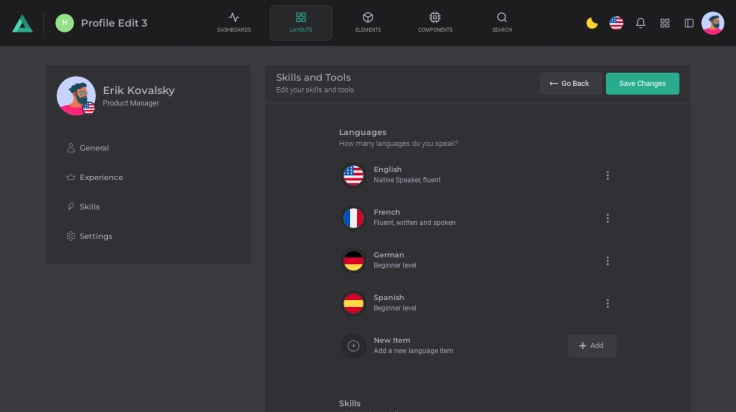 H
Profile Edit 3
DASHBOARDS
LAYOUTS
ELEMENTS
COMPONENTS
SEARCH
Erik Kovalsky
Product Manager
General
Experience
Skills
Settings
Skills and Tools
Edit your skills and tools
Go Back
Save Changes
Languages
How many languages do you speak?
English
Native Speaker, fluent
French
Fluent, written and spoken
German
Beginner level
Spanish
Beginner level
New Item
Add a new language item
Add
Skills